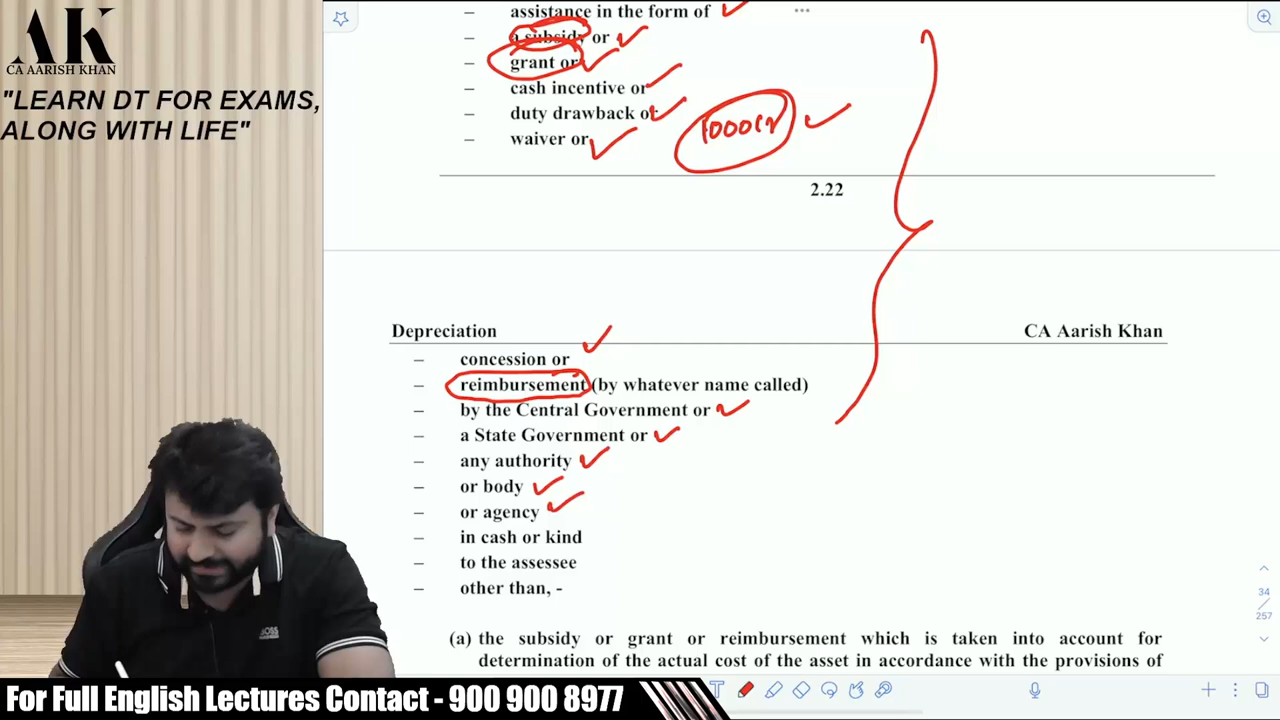 AK
CA AARISH KHAN
"LEARN DT FOR EXAMS,
ALONG WITH LIFE"
– assistance in the form of
– a subsidy or
– grant or
– cash incentive or
– duty drawback or
– waiver or
1000cr
2.22
Depreciation CA Aarish Khan
– concession or
– reimbursement (by whatever name called)
– by the Central Government or
– a State Government or
– any authority
– or body
– or agency
– in cash or kind
– to the assessee
– other than, -
(a) the subsidy or grant or reimbursement which is taken into account for
determination of the actual cost of the asset in accordance with the provisions of
34
257
BOSS
For Full English Lectures Contact - 900 900 8977